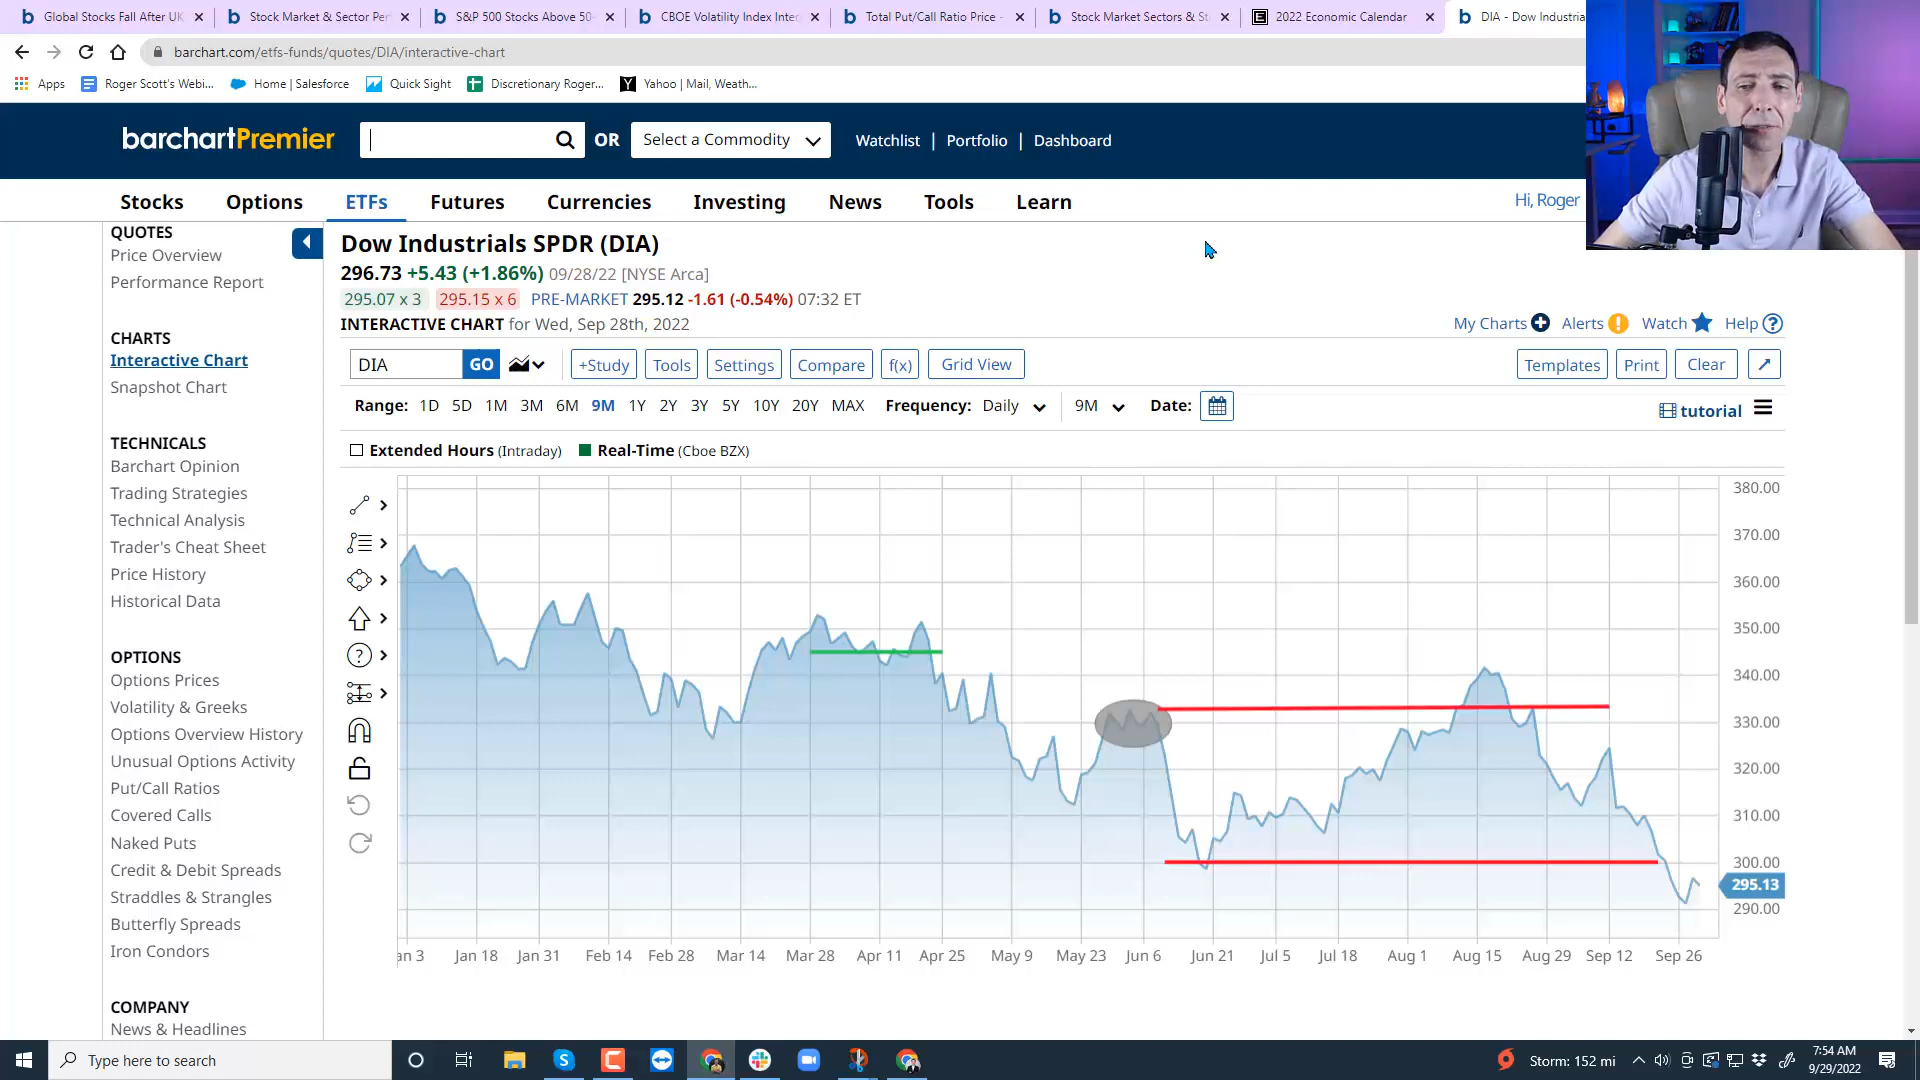 Global Stocks Fall After UK
Stock Market & Sector Per
S&P 500 Stocks Above 50-
CBOE Volatility Index Inte
Total Put/Call Ratio Price -
Stock Market Sectors & St
2022 Economic Calendar
DIA - Dow Industria
barchart.com/etfs-funds/quotes/DIA/interactive-chart
Apps
Roger Scott's Webi...
Home | Salesforce
Quick Sight
Discretionary Roger...
Yahoo | Mail, Weath...
barchartPremier
OR
Select a Commodity
Watchlist | Portfolio | Dashboard
Stocks Options ETFs Futures Currencies Investing News Tools Learn
Hi, Roger
QUOTES
Price Overview
Performance Report
CHARTS
Interactive Chart
Snapshot Chart
TECHNICALS
Barchart Opinion
Trading Strategies
Technical Analysis
Trader's Cheat Sheet
Price History
Historical Data
OPTIONS
Options Prices
Volatility & Greeks
Options Overview History
Unusual Options Activity
Put/Call Ratios
Covered Calls
Naked Puts
Credit & Debit Spreads
Straddles & Strangles
Butterfly Spreads
Iron Condors
COMPANY
News & Headlines
Dow Industrials SPDR (DIA)
296.73 +5.43 (+1.86%) 09/28/22 [NYSE Arca]
295.07 x 3 295.15 x 6 PRE-MARKET 295.12 -1.61 (-0.54%) 07:32 ET
INTERACTIVE CHART for Wed, Sep 28th, 2022
My Charts Alerts ! Watch Help ?
DIA GO +Study Tools Settings Compare f(x) Grid View Templates Print Clear
Range: 1D 5D 1M 3M 6M 9M 1Y 2Y 3Y 5Y 10Y 20Y MAX Frequency: Daily 9M Date:
tutorial
Extended Hours (Intraday) Real-Time (Cboe BZX)
380.00
370.00
360.00
350.00
340.00
330.00
320.00
310.00
300.00
295.13
290.00
an 3 Jan 18 Jan 31 Feb 14 Feb 28 Mar 14 Mar 28 Apr 11 Apr 25 May 9 May 23 Jun 6 Jun 21 Jul 5 Jul 18 Aug 1 Aug 15 Aug 29 Sep 12 Sep 26
Type here to search
Storm: 152 mi
7:54 AM
9/29/2022